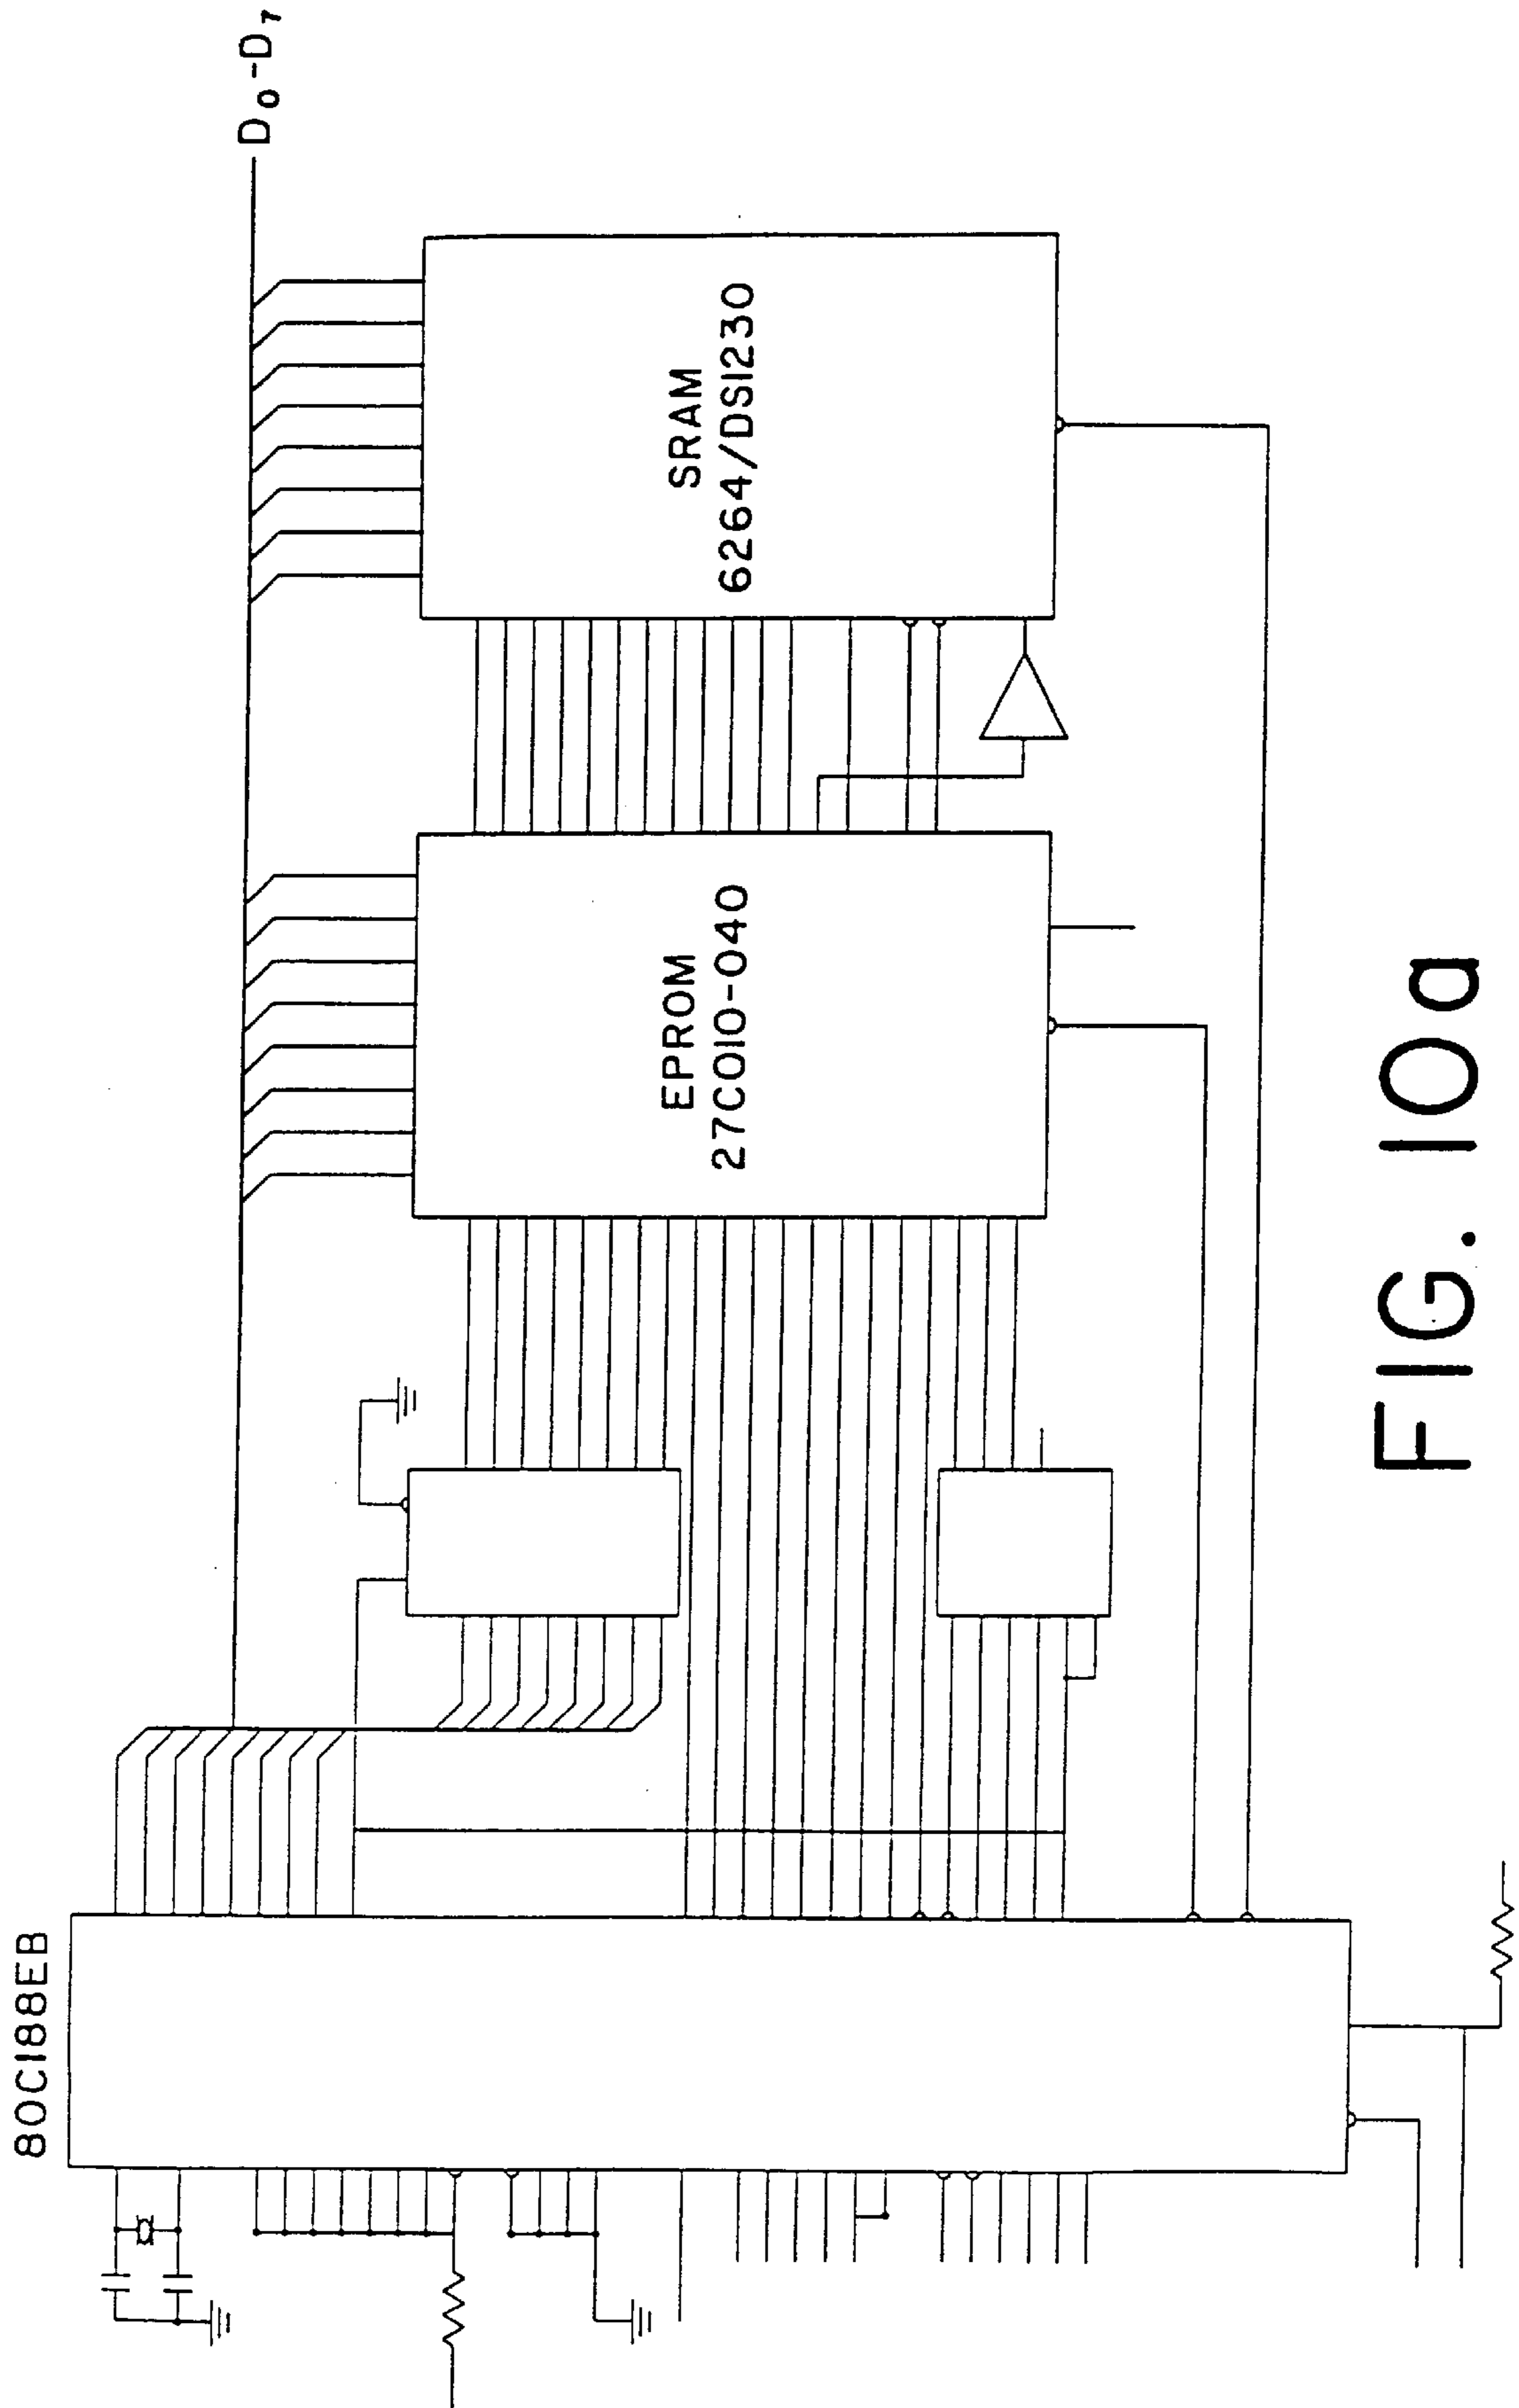 80C188EB
EPROM
27C010-040
SRAM
6264/DS1230
D0-D7
FIG. 10a